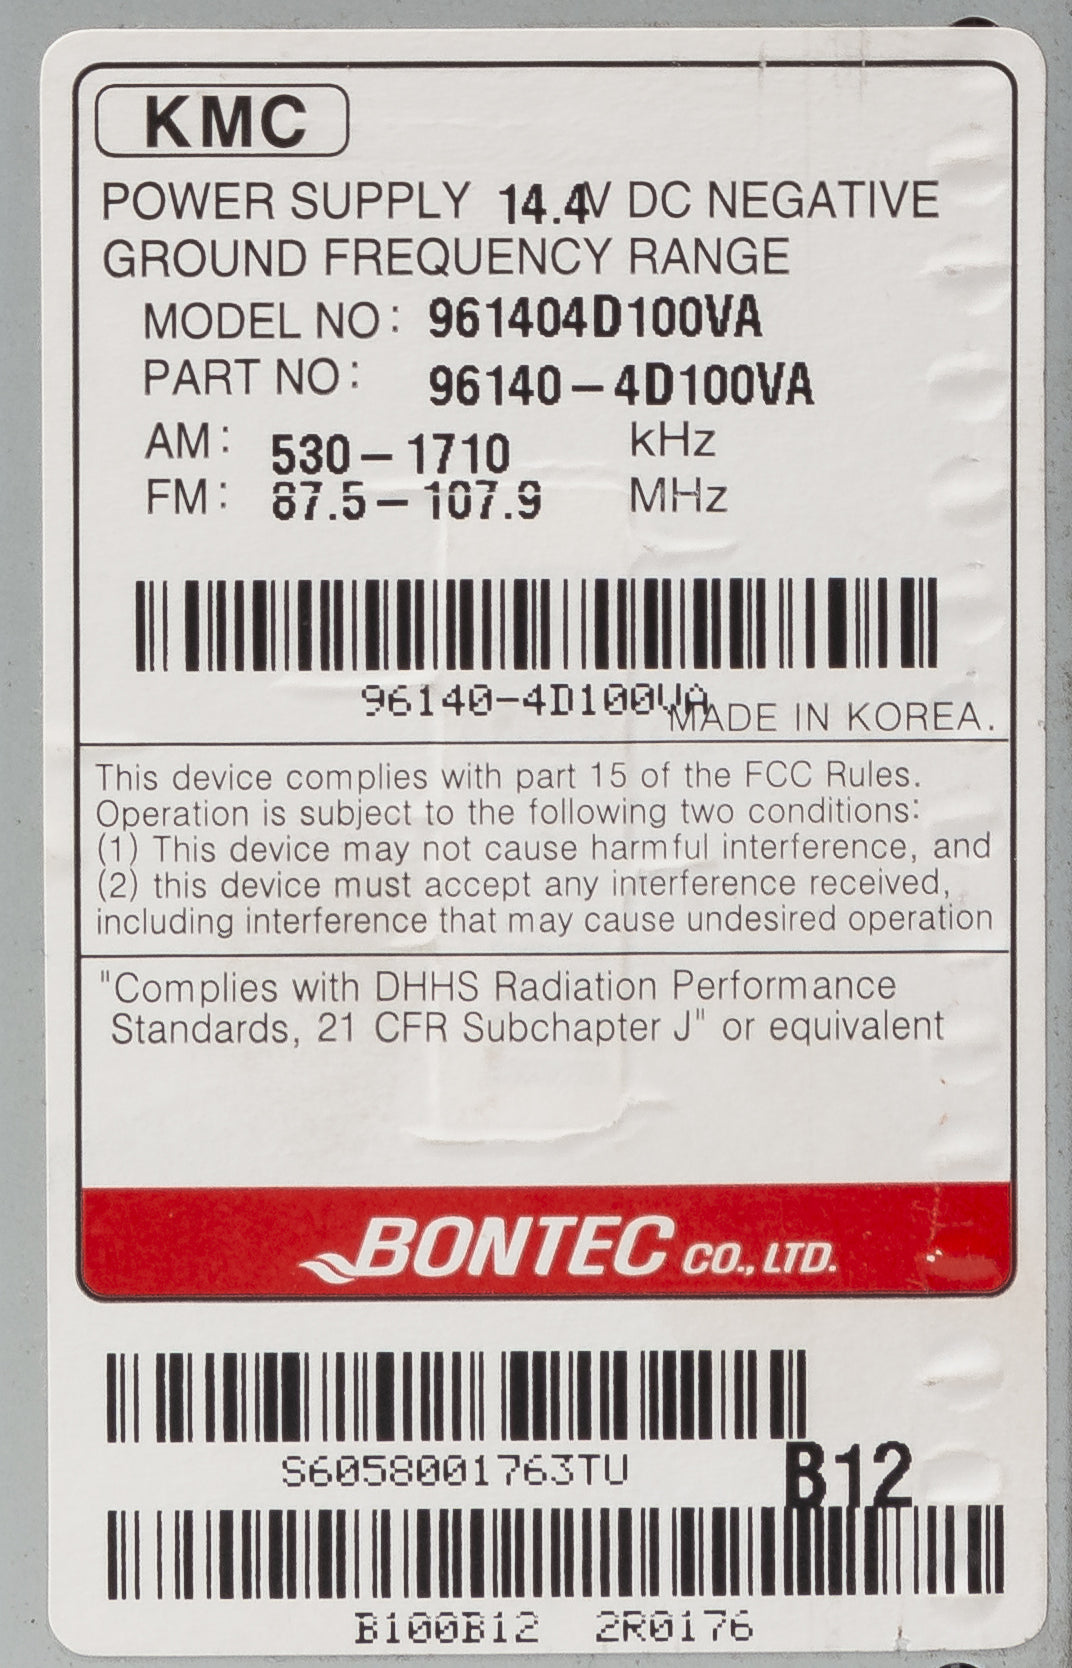 KMC
POWER SUPPLY 14.4V DC NEGATIVE
GROUND FREQUENCY RANGE
MODEL NO: 961404D100VA
PART NO: 96140-4D100VA
AM: 530-1710 kHz
FM: 87.5-107.9 MHz
96140-4D100VA
MADE IN KOREA.
This device complies with part 15 of the FCC Rules.
Operation is subject to the following two conditions:
(1) This device may not cause harmful interference, and
(2) this device must accept any interference received,
including interference that may cause undesired operation
"Complies with DHHS Radiation Performance
Standards, 21 CFR Subchapter J" or equivalent
BONTEC CO., LTD.
S6058001763TU
B12
B100B12 2R0176